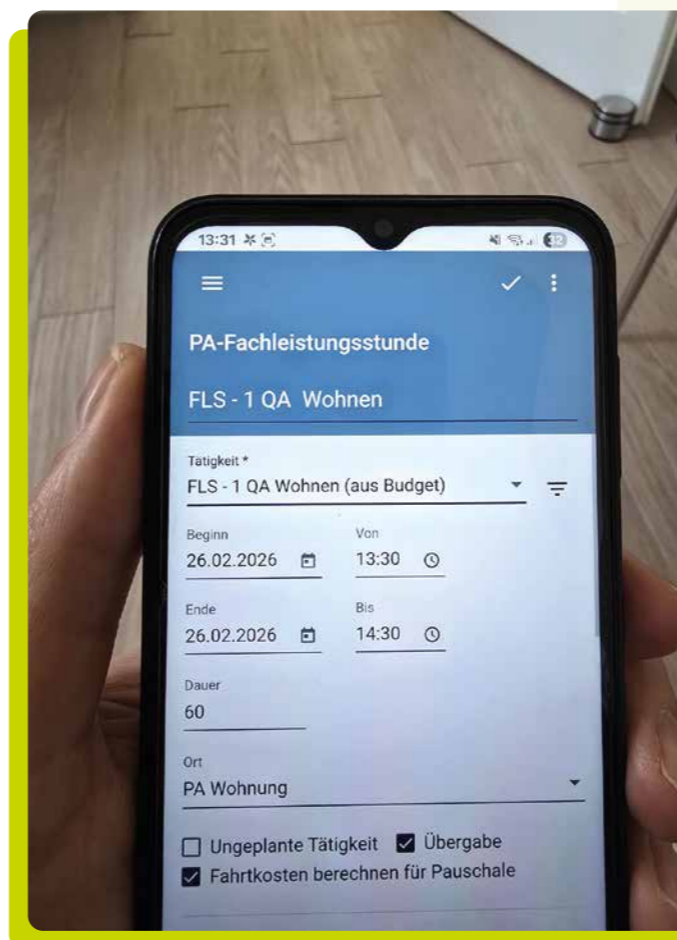 13:31
32
PA-Fachleistungsstunde
FLS - 1 QA Wohnen
Tätigkeit *
FLS - 1 QA Wohnen (aus Budget)
Beginn Von
26.02.2026 13:30
Ende Bis
26.02.2026 14:30
Dauer
60
Ort
PA Wohnung
Ungeplante Tätigkeit Übergabe
Fahrtkosten berechnen für Pauschale